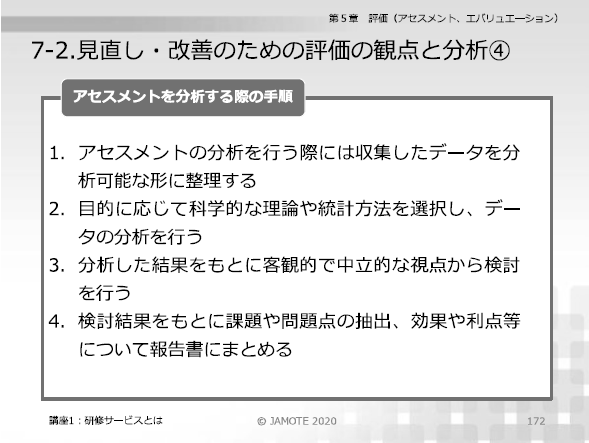 第５章　評価（アセスメント、エバリュエーション）
7-2.見直し・改善のための評価の観点と分析④
アセスメントを分析する際の手順
1. アセスメントの分析を行う際には収集したデータを分
析可能な形に整理する
2. 目的に応じて科学的な理論や統計方法を選択し、デー
タの分析を行う
3. 分析した結果をもとに客観的で中立的な視点から検討
を行う
4. 検討結果をもとに課題や問題点の抽出、効果や利点等
について報告書にまとめる
講座1：研修サービスとは
© JAMOTE 2020
172